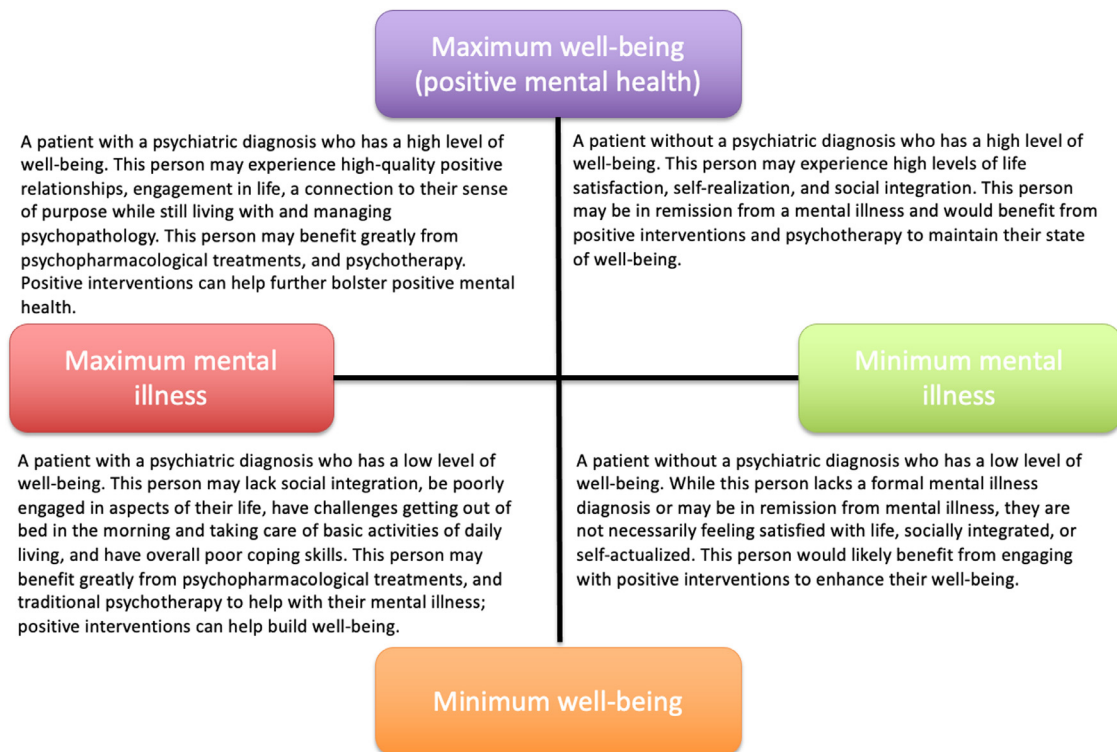 Maximum well-being
(positive mental health)
A patient with a psychiatric diagnosis who has a high level of
well-being. This person may experience high-quality positive
relationships, engagement in life, a connection to their sense
of purpose while still living with and managing
psychopathology. This person may benefit greatly from
psychopharmacological treatments, and psychotherapy.
Positive interventions can help further bolster positive mental
health.
A patient without a psychiatric diagnosis who has a high level of
well-being. This person may experience high levels of life
satisfaction, self-realization, and social integration. This person
may be in remission from a mental illness and would benefit from
positive interventions and psychotherapy to maintain their state
of well-being.
Maximum mental
illness
Minimum mental
illness
A patient with a psychiatric diagnosis who has a low level of
well-being. This person may lack social integration, be poorly
engaged in aspects of their life, have challenges getting out of
bed in the morning and taking care of basic activities of daily
living, and have overall poor coping skills. This person may
benefit greatly from psychopharmacological treatments, and
traditional psychotherapy to help with their mental illness;
positive interventions can help build well-being.
A patient without a psychiatric diagnosis who has a low level of
well-being. While this person lacks a formal mental illness
diagnosis or may be in remission from mental illness, they are
not necessarily feeling satisfied with life, socially integrated, or
self-actualized. This person would likely benefit from engaging
with positive interventions to enhance their well-being.
Minimum well-being